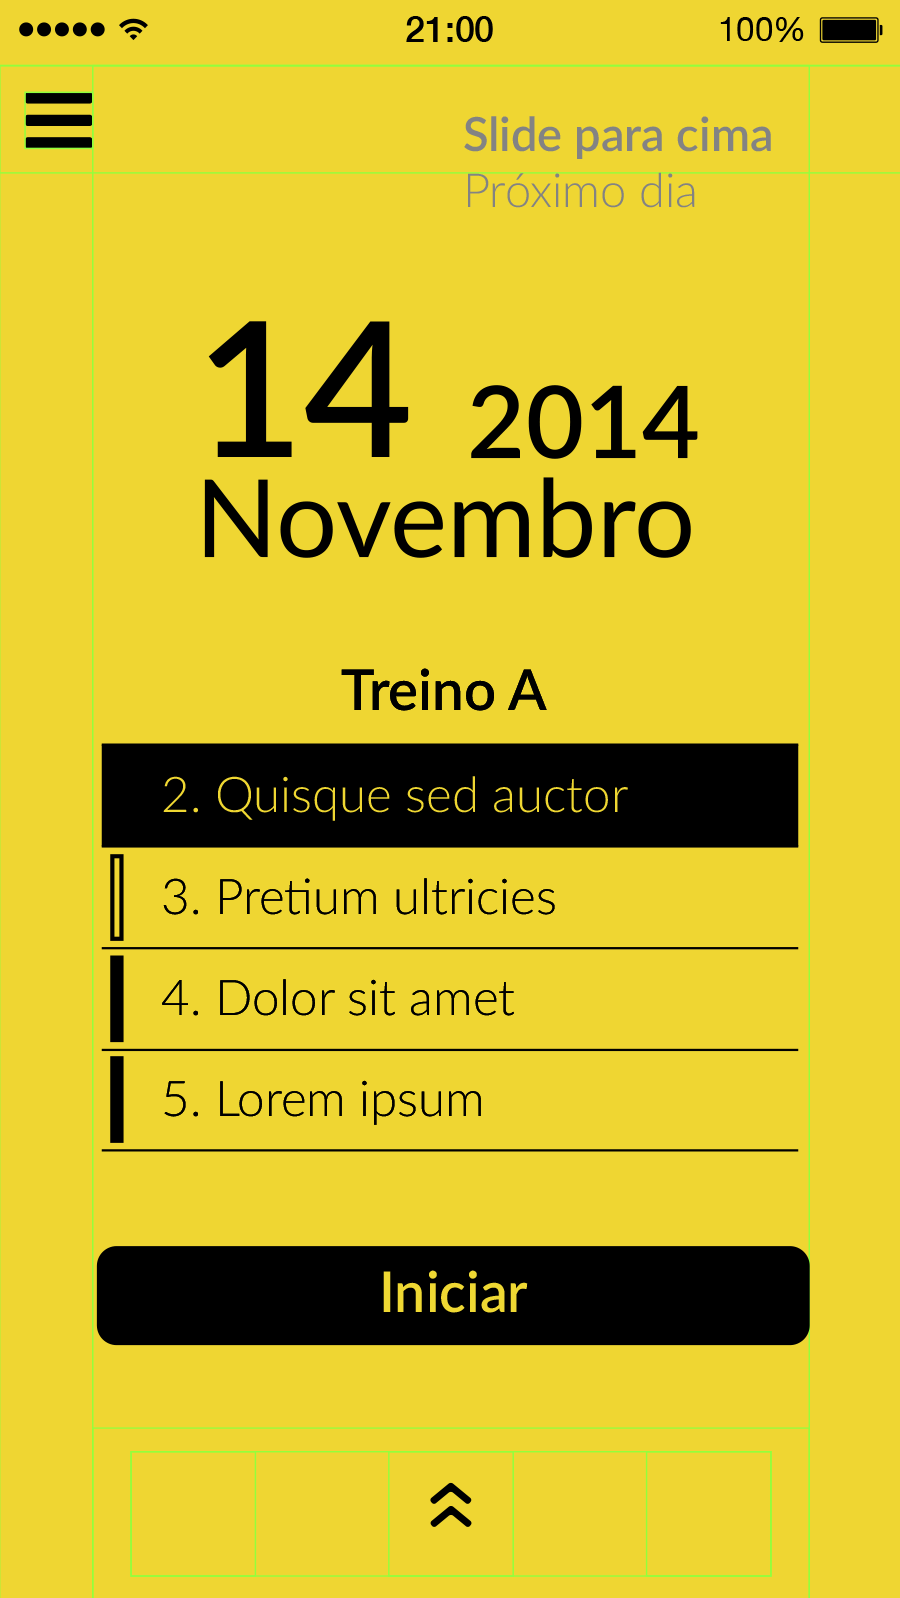 21:00 100%
Slide para cima
Próximo dia
14 2014
Novembro
Treino A
2. Quisque sed auctor
3. Pretium ultricies
4. Dolor sit amet
5. Lorem ipsum
Iniciar